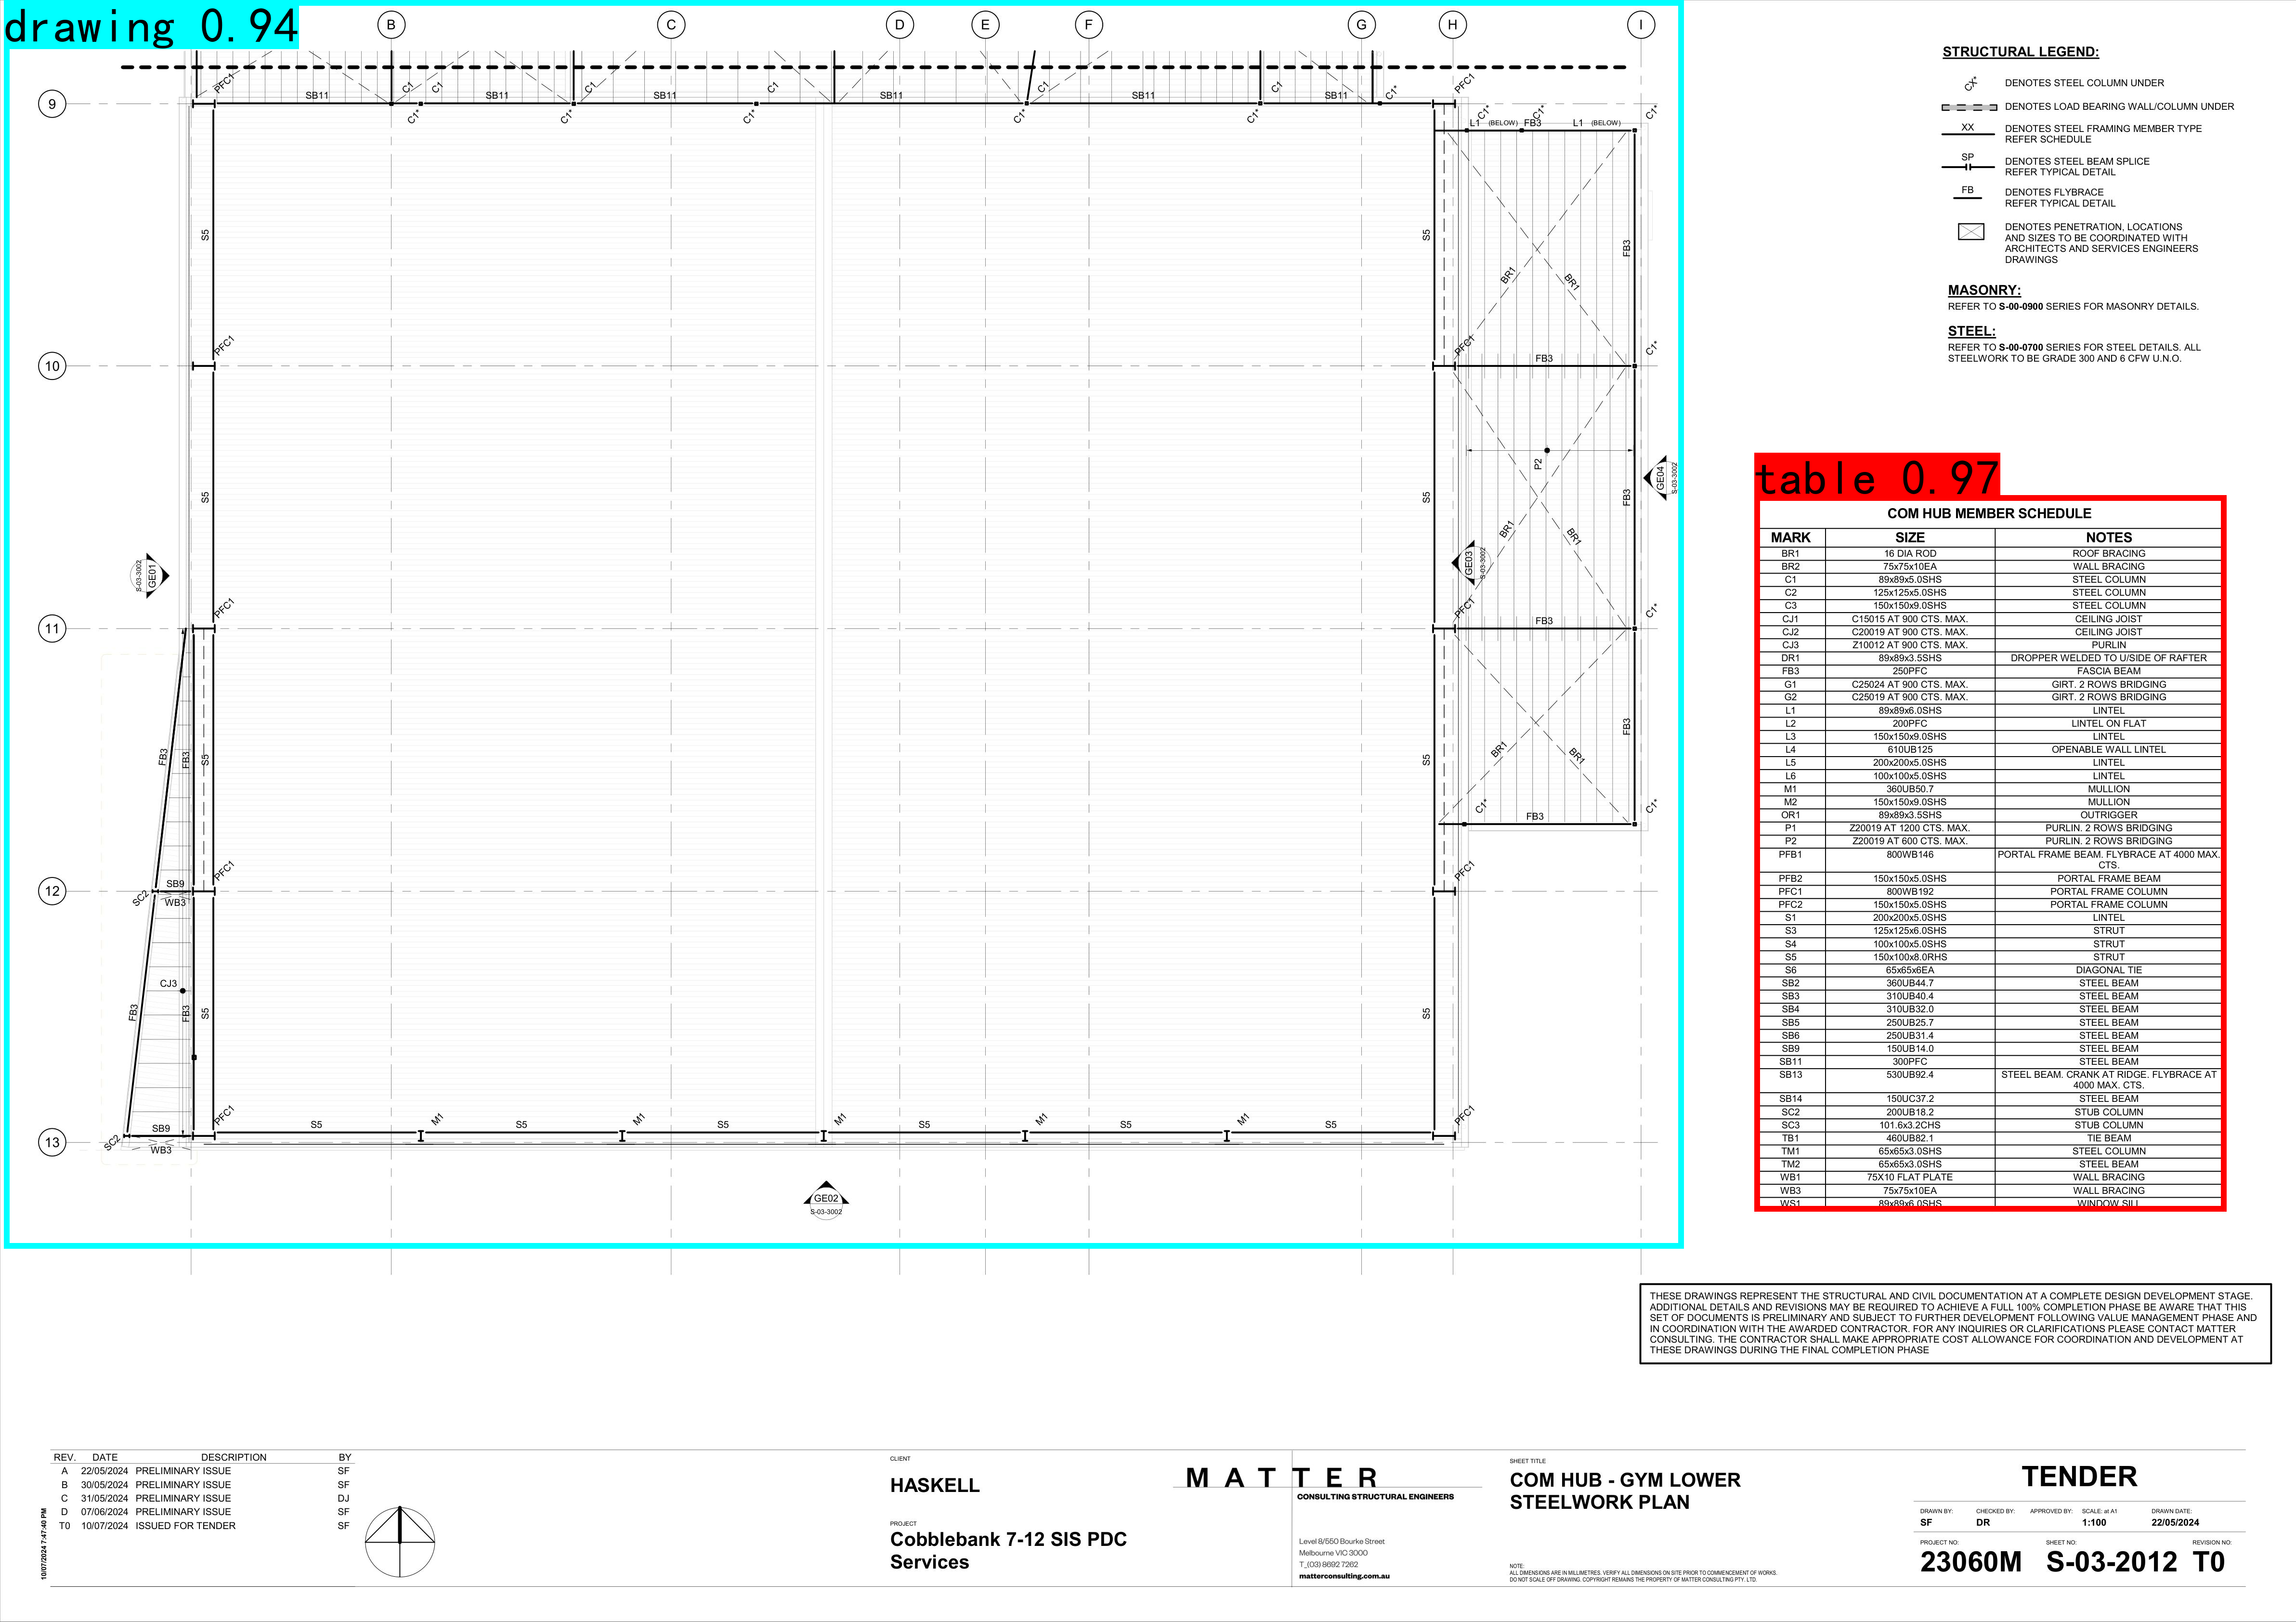 drawing 0.94
B C D E F G H I
9
PFC1 C1 C1 C1 C1 C1 C1 C1* PFC1
SB11 SB11 SB11 SB11 SB11 SB11
C1* C1* C1* C1* C1* C1* C1* C1*
L1 (BELOW) FB3 L1 (BELOW)
S5 S5 FB3
BR1 BR1
10
PFC1 PFC1 FB3 C1*
P2
S5 S5 FB3
GE04
S-03-3002
BR1 BR1
GE01
S-03-3002
GE03
S-03-3002
11
PFC1 PFC1 FB3 C1*
FB3 FB3 S5 S5 FB3
BR1 BR1
C1* FB3 C1*
12
SC2 SB9 PFC1 PFC1
WB3
CJ3
FB3 FB3 S5 S5
13
SC2 SB9 PFC1 S5 M1 S5 M1 S5 M1 S5 M1 S5 M1 S5 PFC1
WB3
GE02
S-03-3002
STRUCTURAL LEGEND:
CX* DENOTES STEEL COLUMN UNDER
DENOTES LOAD BEARING WALL/COLUMN UNDER
XX DENOTES STEEL FRAMING MEMBER TYPE
REFER SCHEDULE
SP DENOTES STEEL BEAM SPLICE
REFER TYPICAL DETAIL
FB DENOTES FLYBRACE
REFER TYPICAL DETAIL
DENOTES PENETRATION, LOCATIONS
AND SIZES TO BE COORDINATED WITH
ARCHITECTS AND SERVICES ENGINEERS
DRAWINGS
MASONRY:
REFER TO S-00-0900 SERIES FOR MASONRY DETAILS.
STEEL:
REFER TO S-00-0700 SERIES FOR STEEL DETAILS. ALL
STEELWORK TO BE GRADE 300 AND 6 CFW U.N.O.
table 0.97
COM HUB MEMBER SCHEDULE
MARK SIZE NOTES
BR1 16 DIA ROD ROOF BRACING
BR2 75x75x10EA WALL BRACING
C1 89x89x5.0SHS STEEL COLUMN
C2 125x125x5.0SHS STEEL COLUMN
C3 150x150x9.0SHS STEEL COLUMN
CJ1 C15015 AT 900 CTS. MAX. CEILING JOIST
CJ2 C20019 AT 900 CTS. MAX. CEILING JOIST
CJ3 Z10012 AT 900 CTS. MAX. PURLIN
DR1 89x89x3.5SHS DROPPER WELDED TO U/SIDE OF RAFTER
FB3 250PFC FASCIA BEAM
G1 C25024 AT 900 CTS. MAX. GIRT. 2 ROWS BRIDGING
G2 C25019 AT 900 CTS. MAX. GIRT. 2 ROWS BRIDGING
L1 89x89x6.0SHS LINTEL
L2 200PFC LINTEL ON FLAT
L3 150x150x9.0SHS LINTEL
L4 610UB125 OPENABLE WALL LINTEL
L5 200x200x5.0SHS LINTEL
L6 100x100x5.0SHS LINTEL
M1 360UB50.7 MULLION
M2 150x150x9.0SHS MULLION
OR1 89x89x3.5SHS OUTRIGGER
P1 Z20019 AT 1200 CTS. MAX. PURLIN. 2 ROWS BRIDGING
P2 Z20019 AT 600 CTS. MAX. PURLIN. 2 ROWS BRIDGING
PFB1 800WB146 PORTAL FRAME BEAM. FLYBRACE AT 4000 MAX.
CTS.
PFB2 150x150x5.0SHS PORTAL FRAME BEAM
PFC1 800WB192 PORTAL FRAME COLUMN
PFC2 150x150x5.0SHS PORTAL FRAME COLUMN
S1 200x200x5.0SHS LINTEL
S3 125x125x6.0SHS STRUT
S4 100x100x5.0SHS STRUT
S5 150x100x8.0RHS STRUT
S6 65x65x6EA DIAGONAL TIE
SB2 360UB44.7 STEEL BEAM
SB3 310UB40.4 STEEL BEAM
SB4 310UB32.0 STEEL BEAM
SB5 250UB25.7 STEEL BEAM
SB6 250UB31.4 STEEL BEAM
SB9 150UB14.0 STEEL BEAM
SB11 300PFC STEEL BEAM
SB13 530UB92.4 STEEL BEAM. CRANK AT RIDGE. FLYBRACE AT
4000 MAX. CTS.
SB14 150UC37.2 STEEL BEAM
SC2 200UB18.2 STUB COLUMN
SC3 101.6x3.2CHS STUB COLUMN
TB1 460UB82.1 TIE BEAM
TM1 65x65x3.0SHS STEEL COLUMN
TM2 65x65x3.0SHS STEEL BEAM
WB1 75X10 FLAT PLATE WALL BRACING
WB3 75x75x10EA WALL BRACING
WS1 89x89x6.0SHS WINDOW SILL
THESE DRAWINGS REPRESENT THE STRUCTURAL AND CIVIL DOCUMENTATION AT A COMPLETE DESIGN DEVELOPMENT STAGE.
ADDITIONAL DETAILS AND REVISIONS MAY BE REQUIRED TO ACHIEVE A FULL 100% COMPLETION PHASE BE AWARE THAT THIS
SET OF DOCUMENTS IS PRELIMINARY AND SUBJECT TO FURTHER DEVELOPMENT FOLLOWING VALUE MANAGEMENT PHASE AND
IN COORDINATION WITH THE AWARDED CONTRACTOR. FOR ANY INQUIRIES OR CLARIFICATIONS PLEASE CONTACT MATTER
CONSULTING. THE CONTRACTOR SHALL MAKE APPROPRIATE COST ALLOWANCE FOR COORDINATION AND DEVELOPMENT AT
THESE DRAWINGS DURING THE FINAL COMPLETION PHASE
10/07/2024 7:47:40 PM
REV. DATE DESCRIPTION BY
A 22/05/2024 PRELIMINARY ISSUE SF
B 30/05/2024 PRELIMINARY ISSUE SF
C 31/05/2024 PRELIMINARY ISSUE DJ
D 07/06/2024 PRELIMINARY ISSUE SF
T0 10/07/2024 ISSUED FOR TENDER SF
CLIENT
HASKELL
PROJECT
Cobblebank 7-12 SIS PDC
Services
MATTER
CONSULTING STRUCTURAL ENGINEERS
Level 8/550 Bourke Street
Melbourne VIC 3000
T_(03) 8692 7262
matterconsulting.com.au
SHEET TITLE
COM HUB - GYM LOWER
STEELWORK PLAN
NOTE:
ALL DIMENSIONS ARE IN MILLIMETRES. VERIFY ALL DIMENSIONS ON SITE PRIOR TO COMMENCEMENT OF WORKS.
DO NOT SCALE OFF DRAWING. COPYRIGHT REMAINS THE PROPERTY OF MATTER CONSULTING PTY. LTD.
TENDER
DRAWN BY: CHECKED BY: APPROVED BY: SCALE: at A1 DRAWN DATE:
SF DR 1:100 22/05/2024
PROJECT NO: SHEET NO: REVISION NO:
23060M S-03-2012 T0